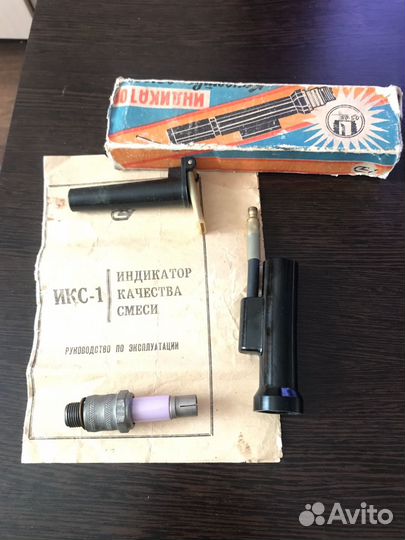 ИНДИКАТОР
ИКС-1
ИНДИКАТОР
КАЧЕСТВА
СМЕСИ
РУКОВОДСТВО ПО ЭКСПЛУАТАЦИИ
Avito